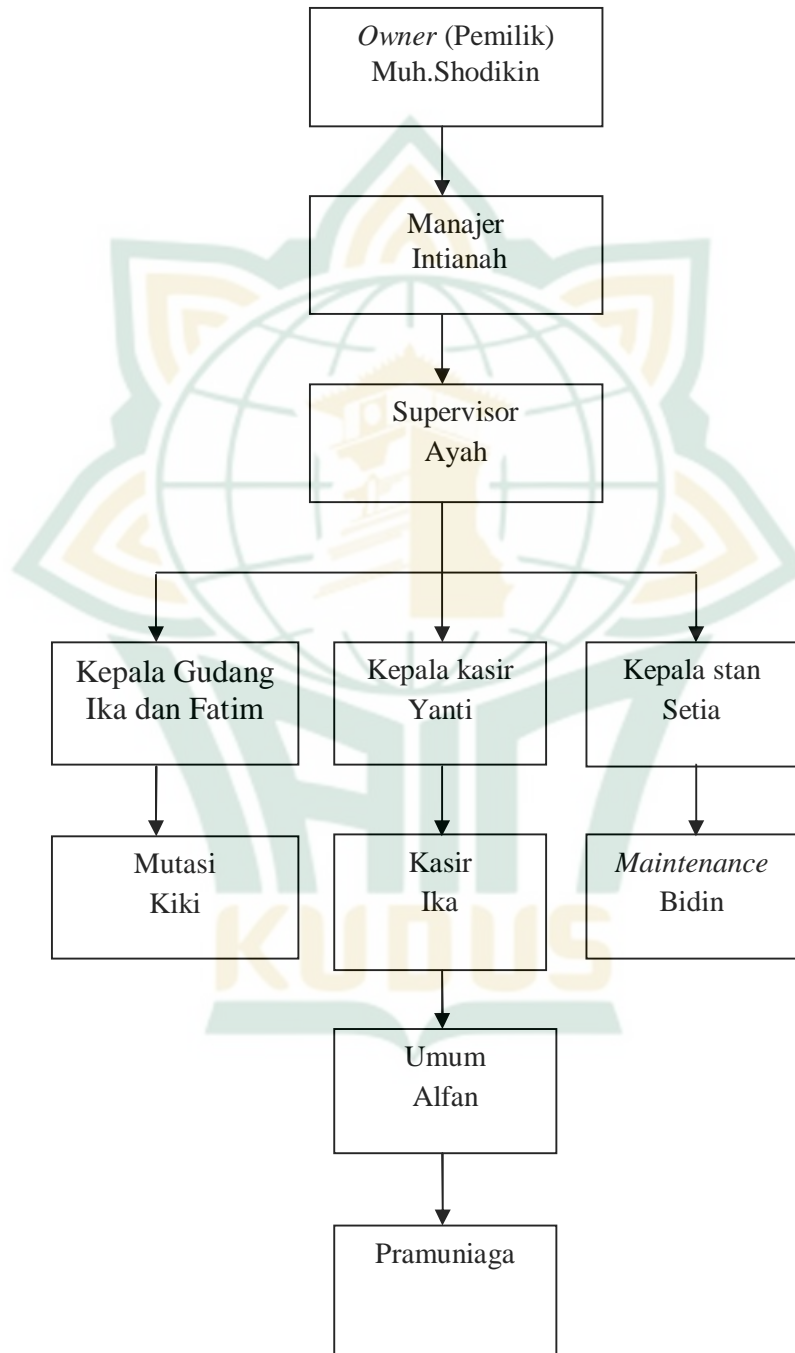 Owner (Pemilik)
Muh.Shodikin
Manajer
Intianah
Supervisor
Ayah
Kepala Gudang
Ika dan Fatim
Kepala kasir
Yanti
Kepala stan
Setia
Mutasi
Kiki
Kasir
Ika
Maintenance
Bidin
KUDUS
Umum
Alfan
Pramuniaga